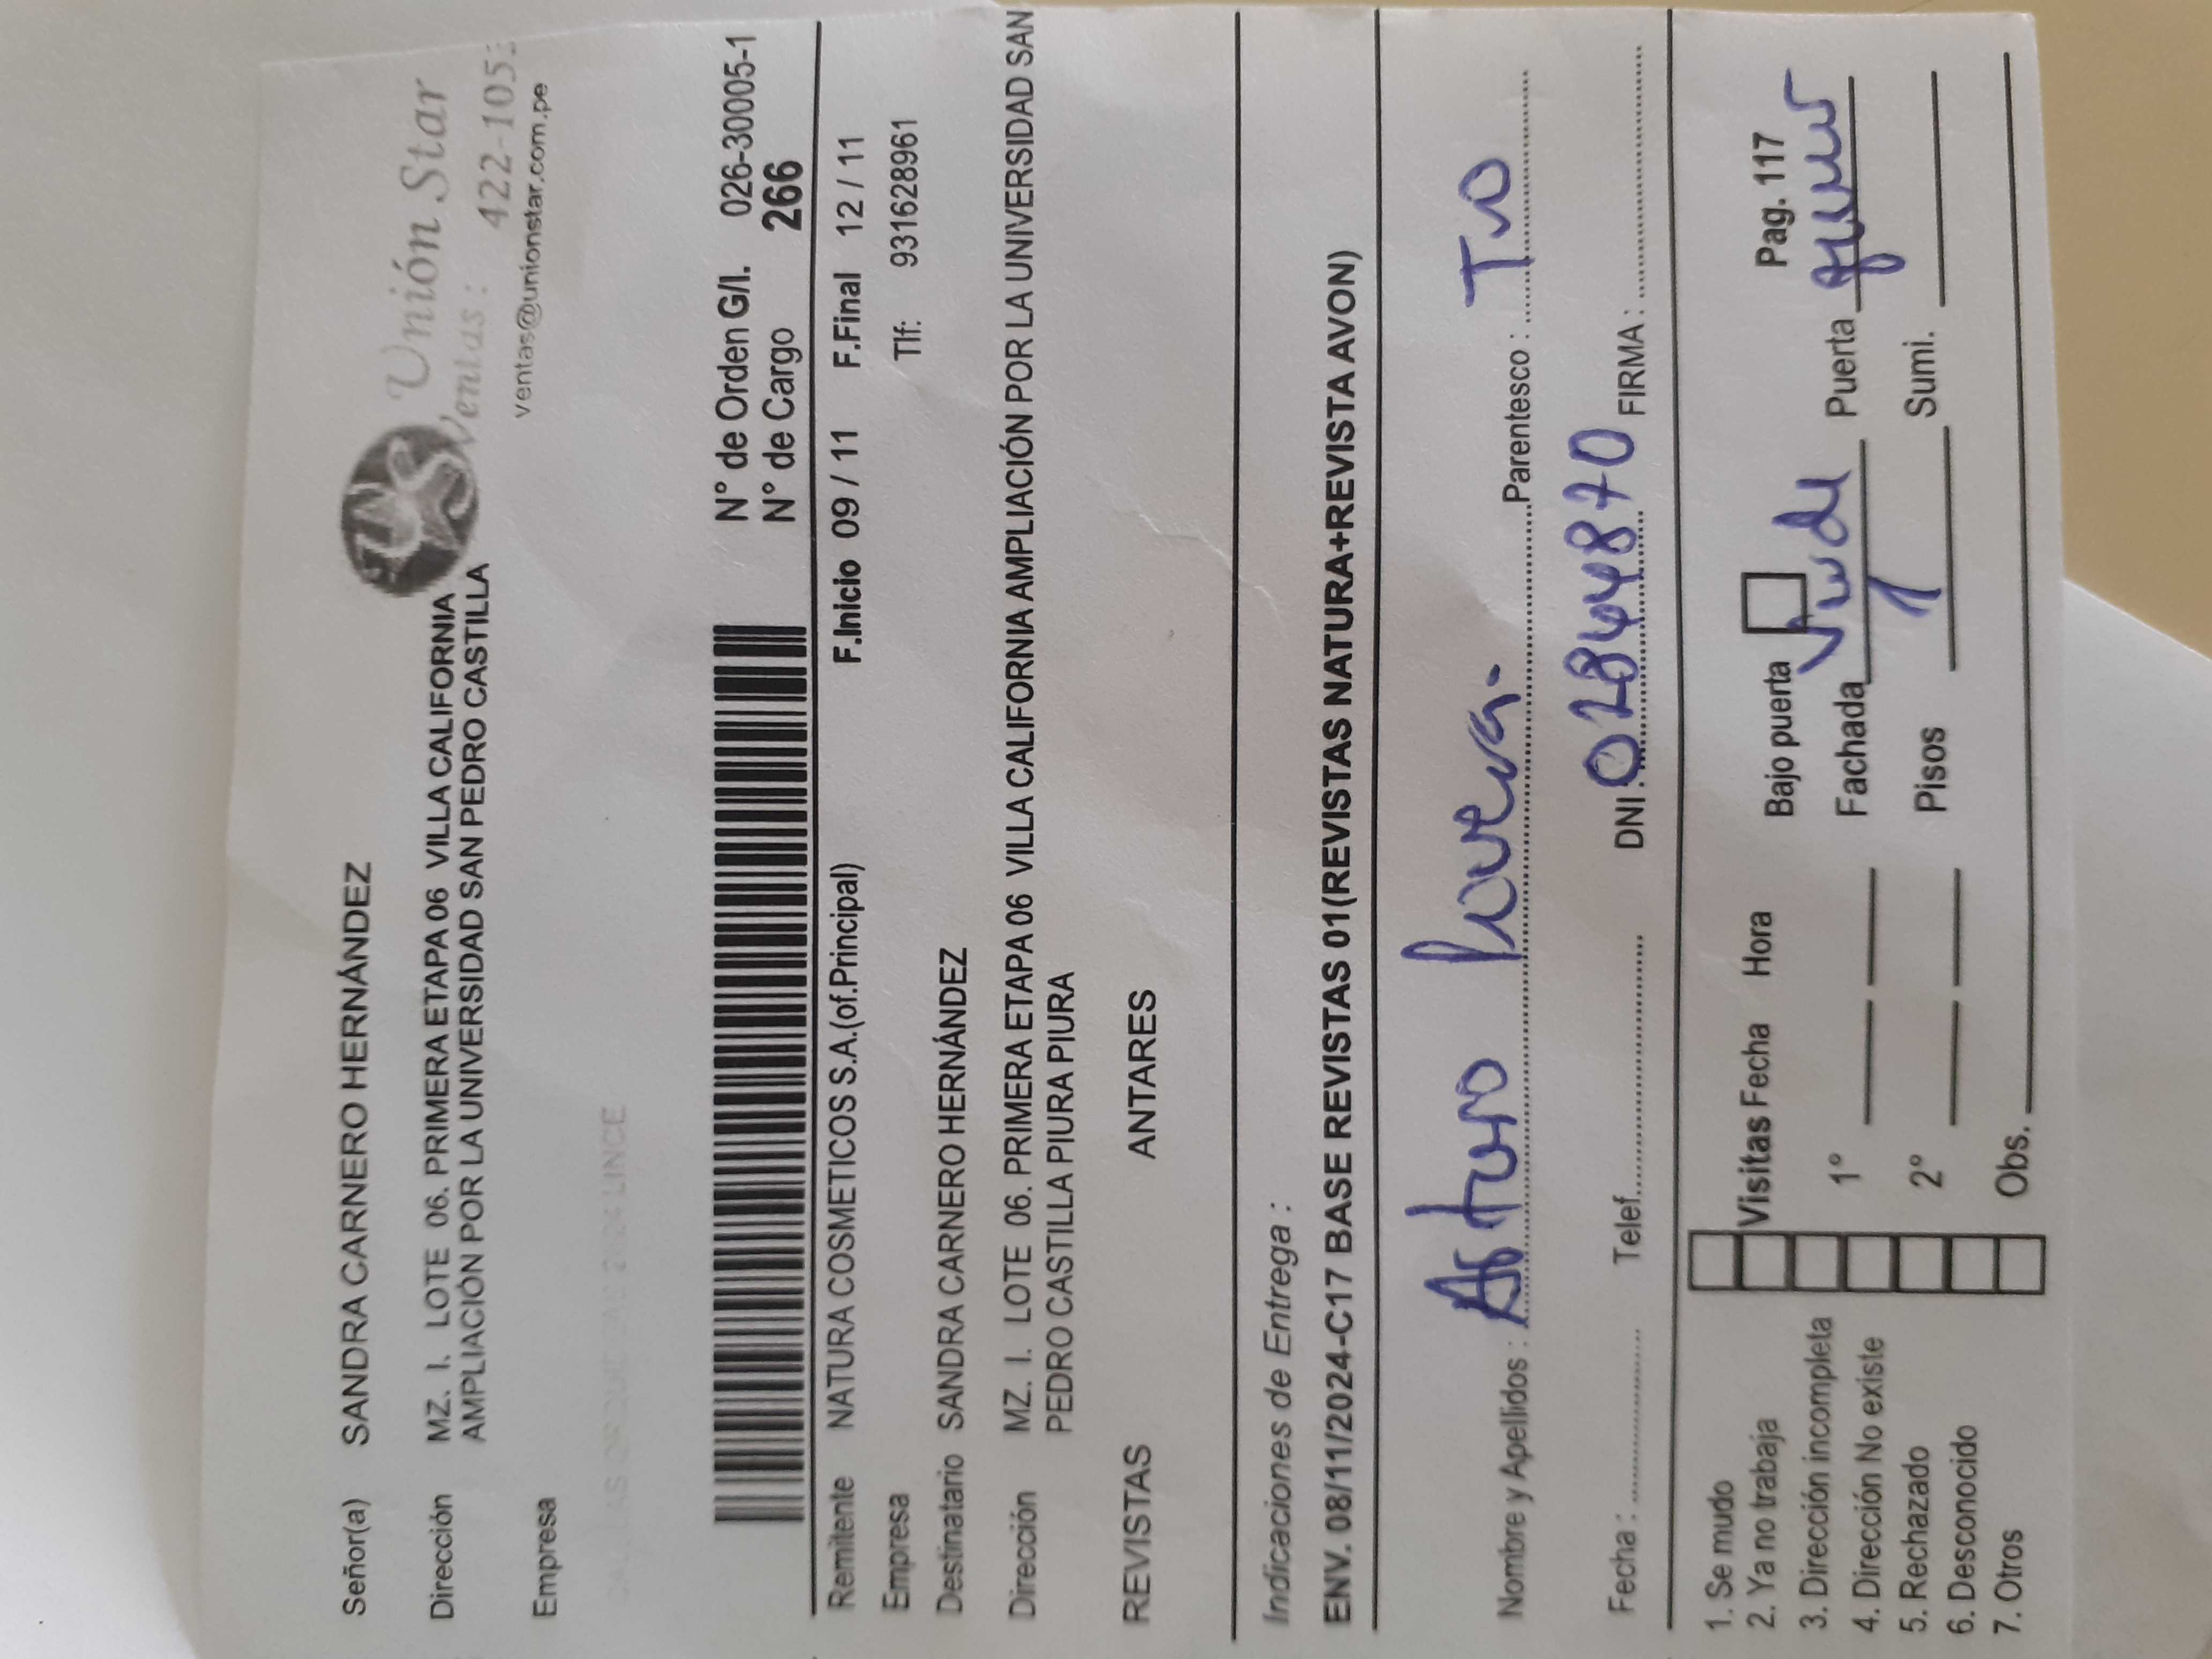 Unión Star
Ventas: 422-105
ventas@unionstar.com.pe
Señor(a) SANDRA CARNERO HERNÁNDEZ
Dirección MZ. I. LOTE 06. PRIMERA ETAPA 06 VILLA CALIFORNIA
AMPLIACIÓN POR LA UNIVERSIDAD SAN PEDRO CASTILLA
Empresa
LINCE
N° de Orden G/I. 026-30005-1
N° de Cargo 266
Remitente NATURA COSMETICOS S.A.(of.Principal) F.Inicio 09 / 11 F.Final 12 / 11
Empresa Tlf: 931628961
Destinatario SANDRA CARNERO HERNÁNDEZ
Dirección MZ. I. LOTE 06. PRIMERA ETAPA 06 VILLA CALIFORNIA AMPLIACIÓN POR LA UNIVERSIDAD SAN
PEDRO CASTILLA PIURA PIURA
REVISTAS ANTARES
Indicaciones de Entrega :
ENV. 08/11/2024-C17 BASE REVISTAS 01(REVISTAS NATURA+REVISTA AVON)
Nombre y Apellidos : Arturo Parentesco : Tio
Fecha : Telef. DNI. 02844870 FIRMA :
1. Se mudo
2. Ya no trabaja Visitas Fecha Hora Bajo puerta Pag. 117
3. Dirección incompleta 1° Fachada Puerta
4. Dirección No existe
5. Rechazado 2° Pisos 1 Sumi.
6. Desconocido
7. Otros Obs.